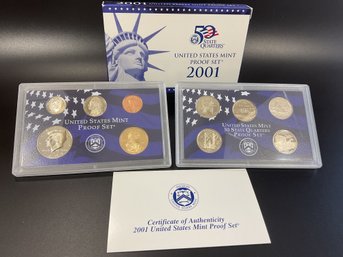 50
STATE
QUARTERS
UNITED STATES MINT
PROOF SET
2001
UNITED STATES MINT
PROOF SET
UNITED STATES MINT
50 STATE QUARTERS
PROOF SET
Certificate of Authenticity
2001 United States Mint Proof Set